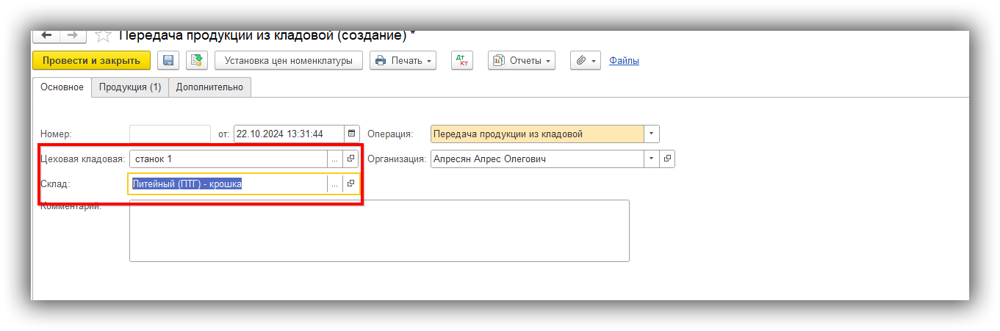 Передача продукции из кладовой (создание) *
Провести и закрыть Установка цен номенклатуры Печать Дт Кт Отчеты Файлы
Основное Продукция (1) Дополнительно
Номер: от: 22.10.2024 13:31:44 Операция: Передача продукции из кладовой
Цеховая кладовая: станок 1 ... Организация: Апресян Апрес Олегович
Склад: Литейный (ПТГ) - крошка ...
Комментарий: